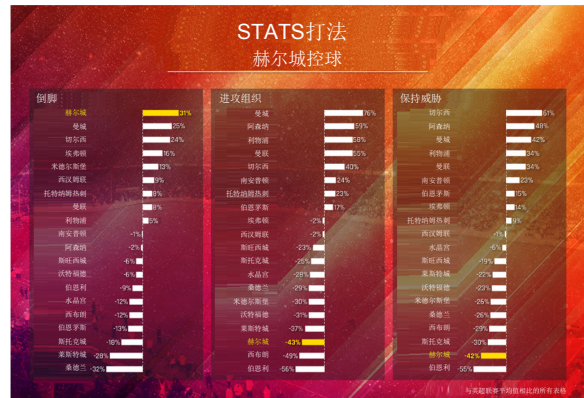 STATS打法
赫尔城控球
倒脚
赫尔城 31%
曼城 25%
切尔西 24%
埃弗顿 16%
米德尔斯堡 13%
西汉姆联 9%
托特纳姆热刺 8%
曼联 8%
利物浦 5%
南安普顿 -1%
阿森纳 -2%
斯旺西城 -6%
沃特福德 -6%
伯恩利 -9%
水晶宫 -12%
西布朗 -12%
伯恩茅斯 -13%
斯托克城 -18%
莱斯特城 -28%
桑德兰 -32%
进攻组织
曼城 76%
阿森纳 59%
利物浦 58%
曼联 55%
切尔西 40%
南安普顿 24%
托特纳姆热刺 23%
伯恩茅斯 17%
埃弗顿 -2%
西汉姆联 -2%
斯旺西城 -23%
斯托克城 -25%
水晶宫 -28%
桑德兰 -29%
米德尔斯堡 -30%
沃特福德 -31%
莱斯特城 -37%
赫尔城 -43%
西布朗 -49%
伯恩利 -56%
保持威胁
切尔西 61%
阿森纳 48%
曼城 42%
利物浦 34%
曼联 34%
南安普顿 23%
伯恩茅斯 15%
埃弗顿 14%
托特纳姆热刺 9%
西汉姆联 -1%
水晶宫 -6%
斯旺西城 -19%
莱斯特城 -22%
沃特福德 -23%
米德尔斯堡 -26%
桑德兰 -26%
西布朗 -29%
斯托克城 -30%
赫尔城 -42%
伯恩利 -55%
与英超联赛平均值相比的所有表格